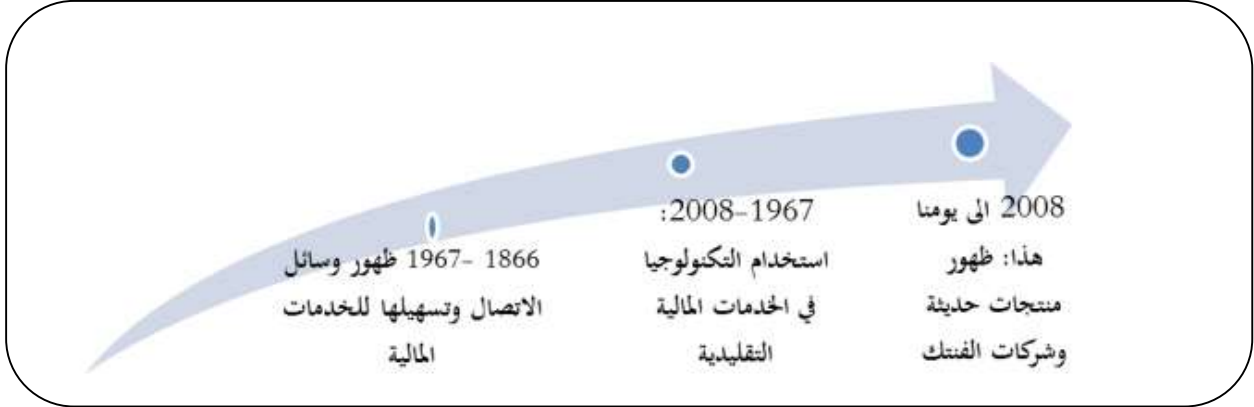 1866 –1967 ظهور وسائل
الاتصال وتسهيلها للخدمات
المالية
1967–2008:
استخدام التكنولوجيا
في الخدمات المالية
التقليدية
2008 الى يومنا
هذا: ظهور
منتجات حديثة
وشركات الفنتك